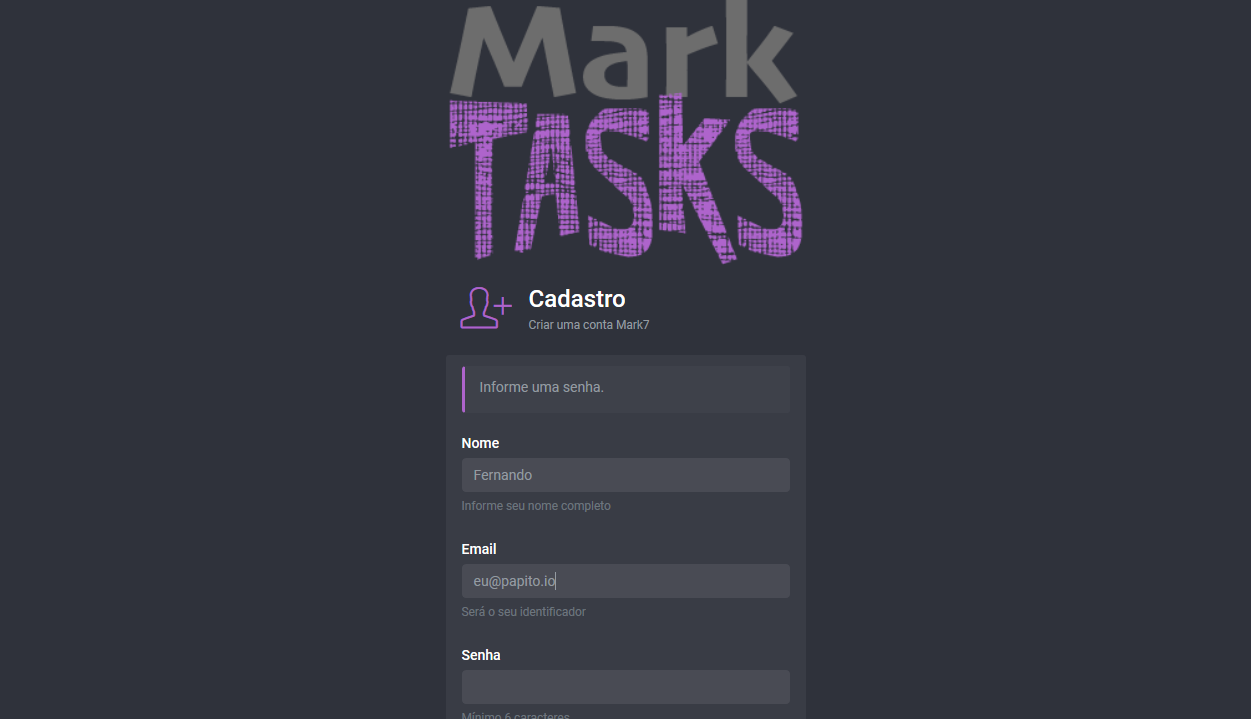 Mark
TASKS
Cadastro
Criar uma conta Mark7
Informe uma senha.
Nome
Fernando
Informe seu nome completo
Email
eu@papito.io
Será o seu identificador
Senha
Mínimo 6 caracteres